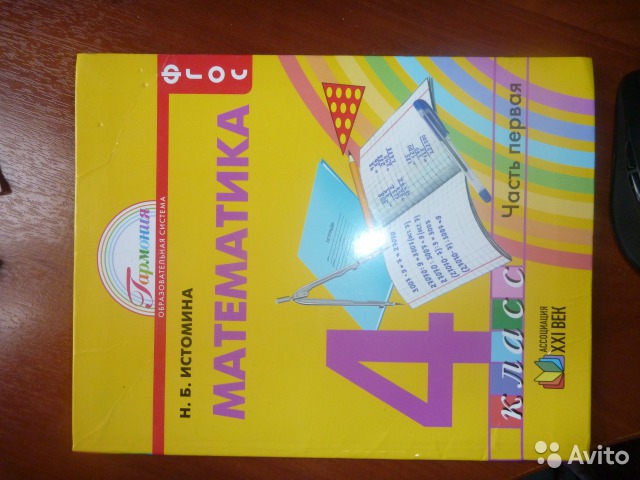 ФГОС
Гармония
ОБРАЗОВАТЕЛЬНАЯ СИСТЕМА
Н. Б. ИСТОМИНА
МАТЕМАТИКА
4
класс
Часть первая
АССОЦИАЦИЯ
XXI ВЕК
Avito